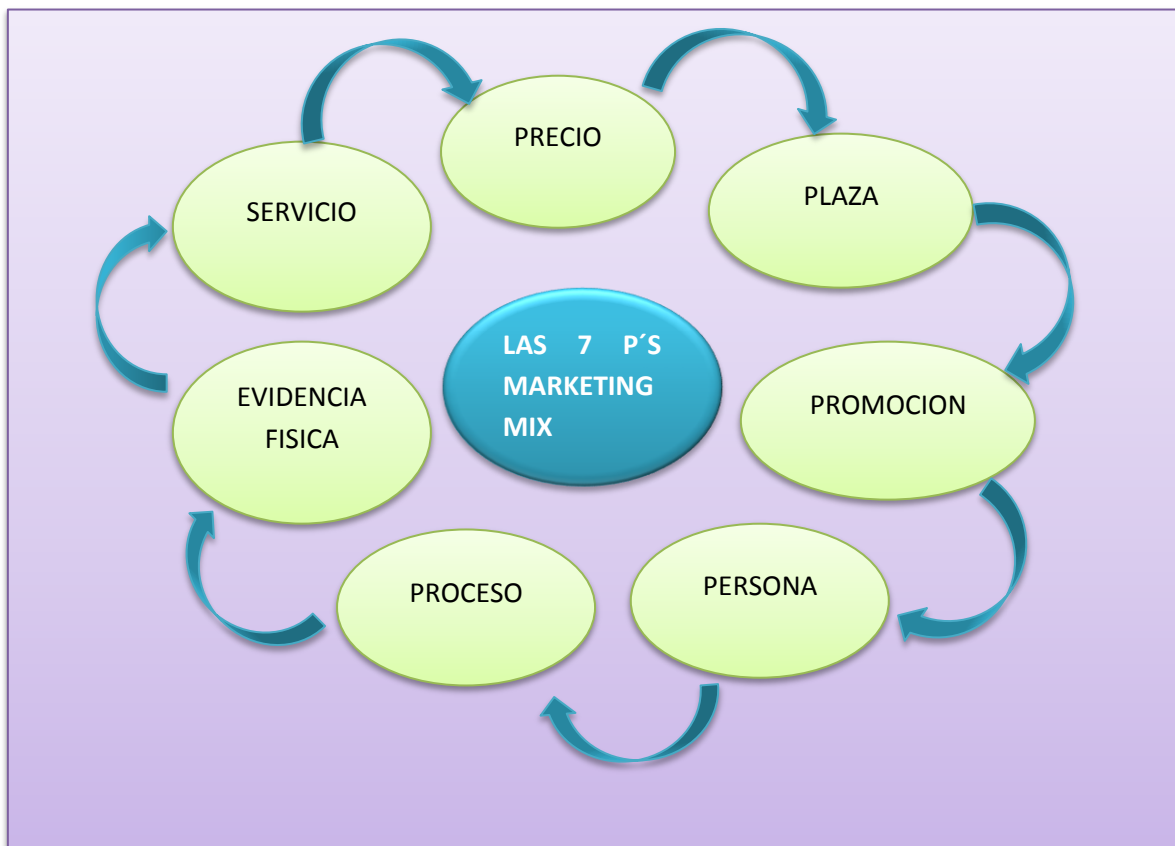 PRECIO
SERVICIO
PLAZA
LAS 7 P´S
MARKETING
MIX
EVIDENCIA
FISICA
PROMOCION
PROCESO
PERSONA